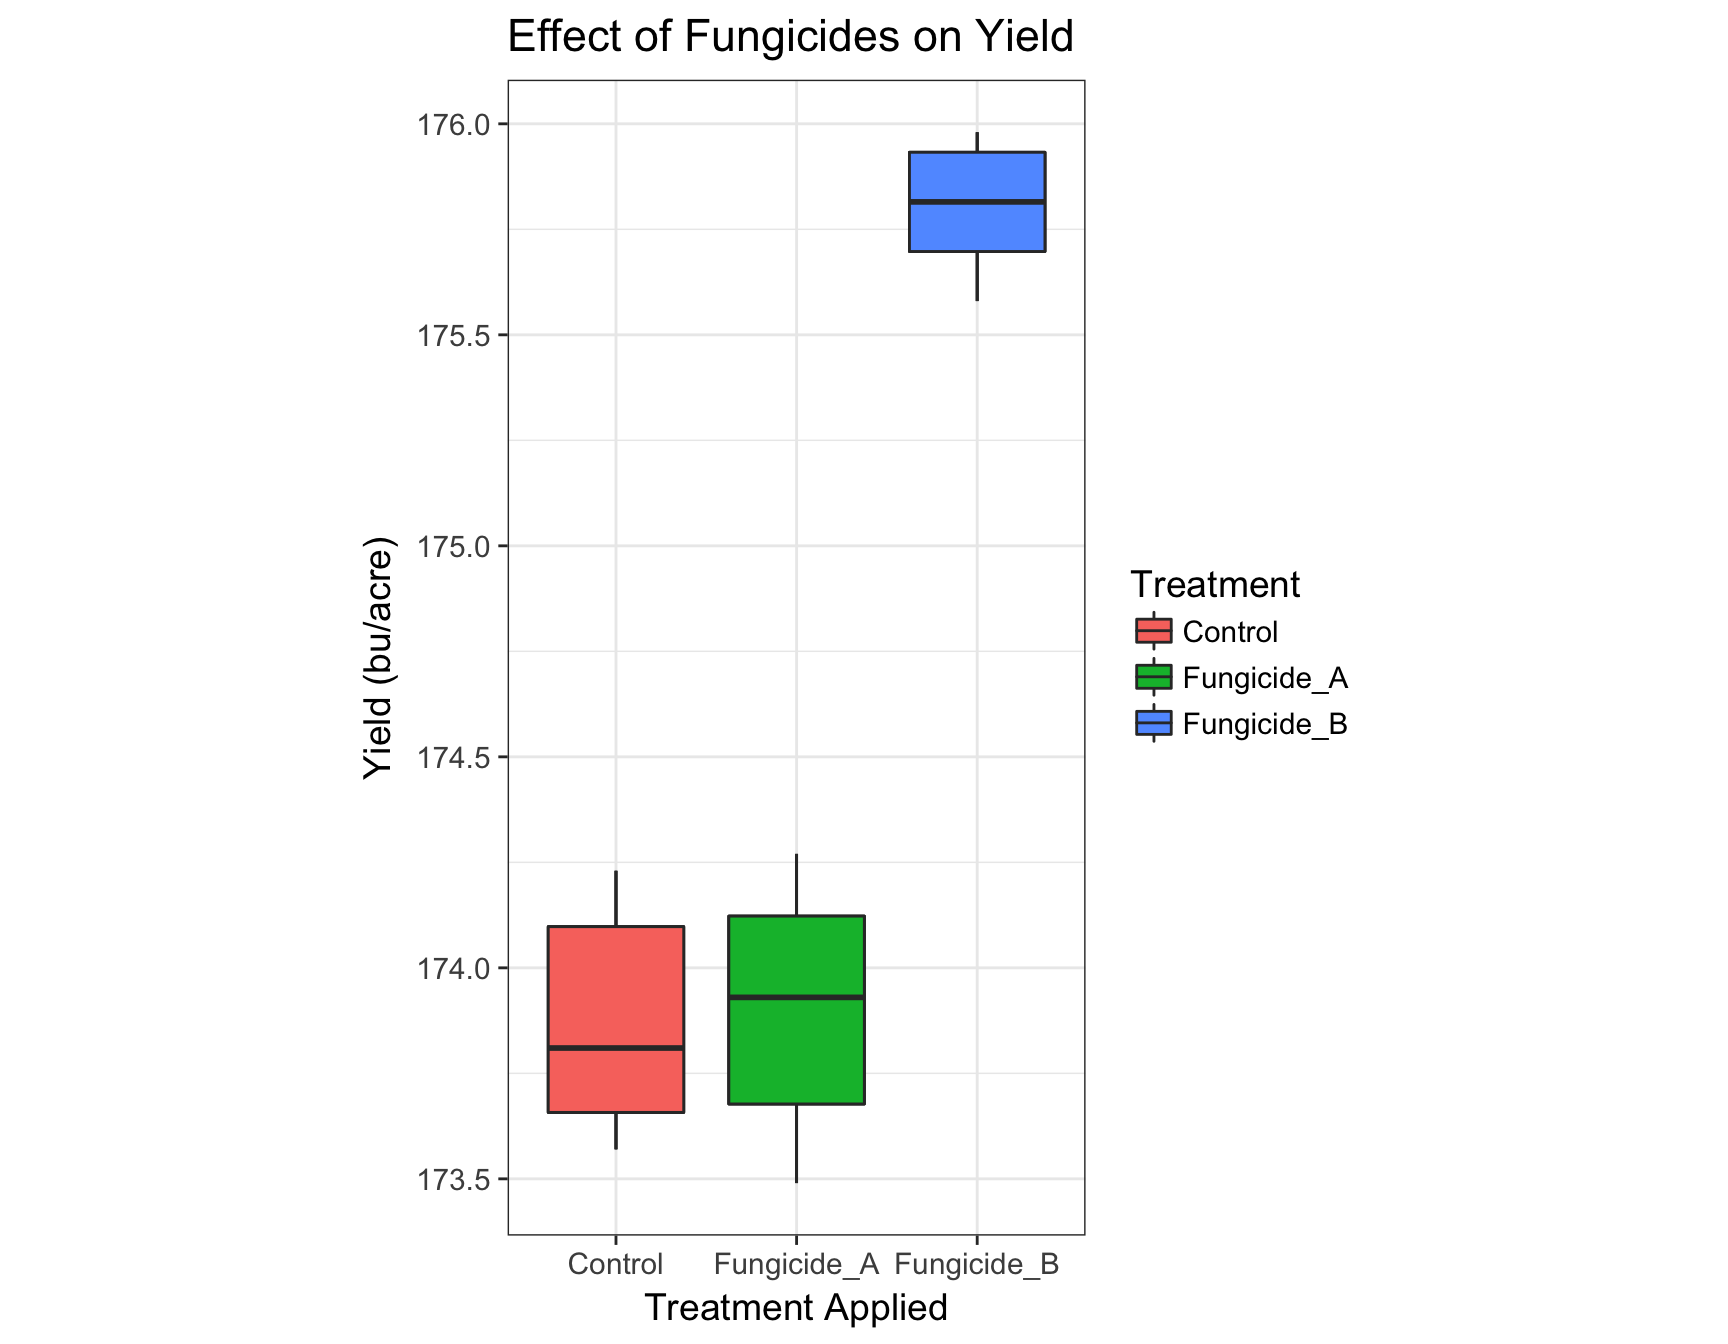 Effect of Fungicides on Yield
Yield (bu/acre)
176.0
175.5
175.0
174.5
174.0
173.5
Control Fungicide_A Fungicide_B
Treatment Applied
Treatment
Control
Fungicide_A
Fungicide_B